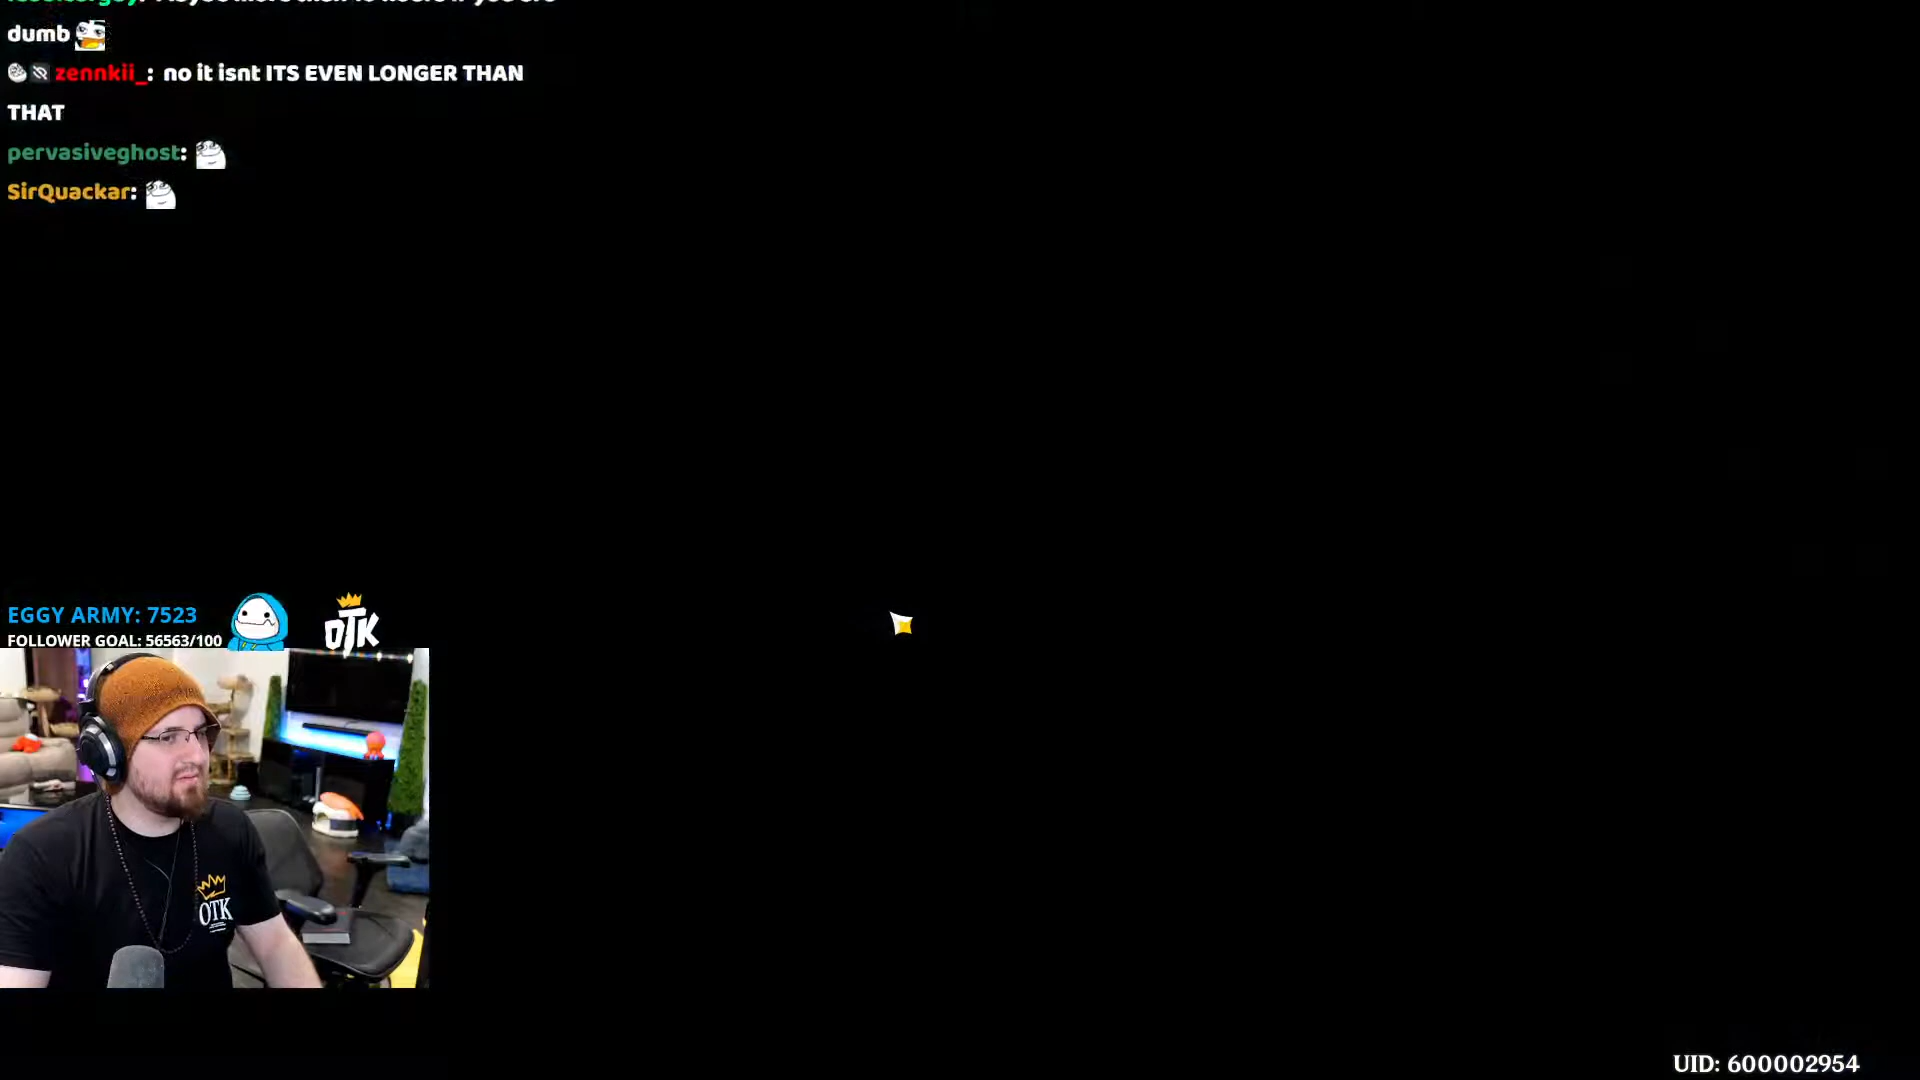 dumb
zennkii_: no it isnt ITS EVEN LONGER THAN
THAT
pervasiveghost:
SirQuackar:
EGGY ARMY: 7523
OTK
FOLLOWER GOAL: 56563/100
OTK
UID: 600002954